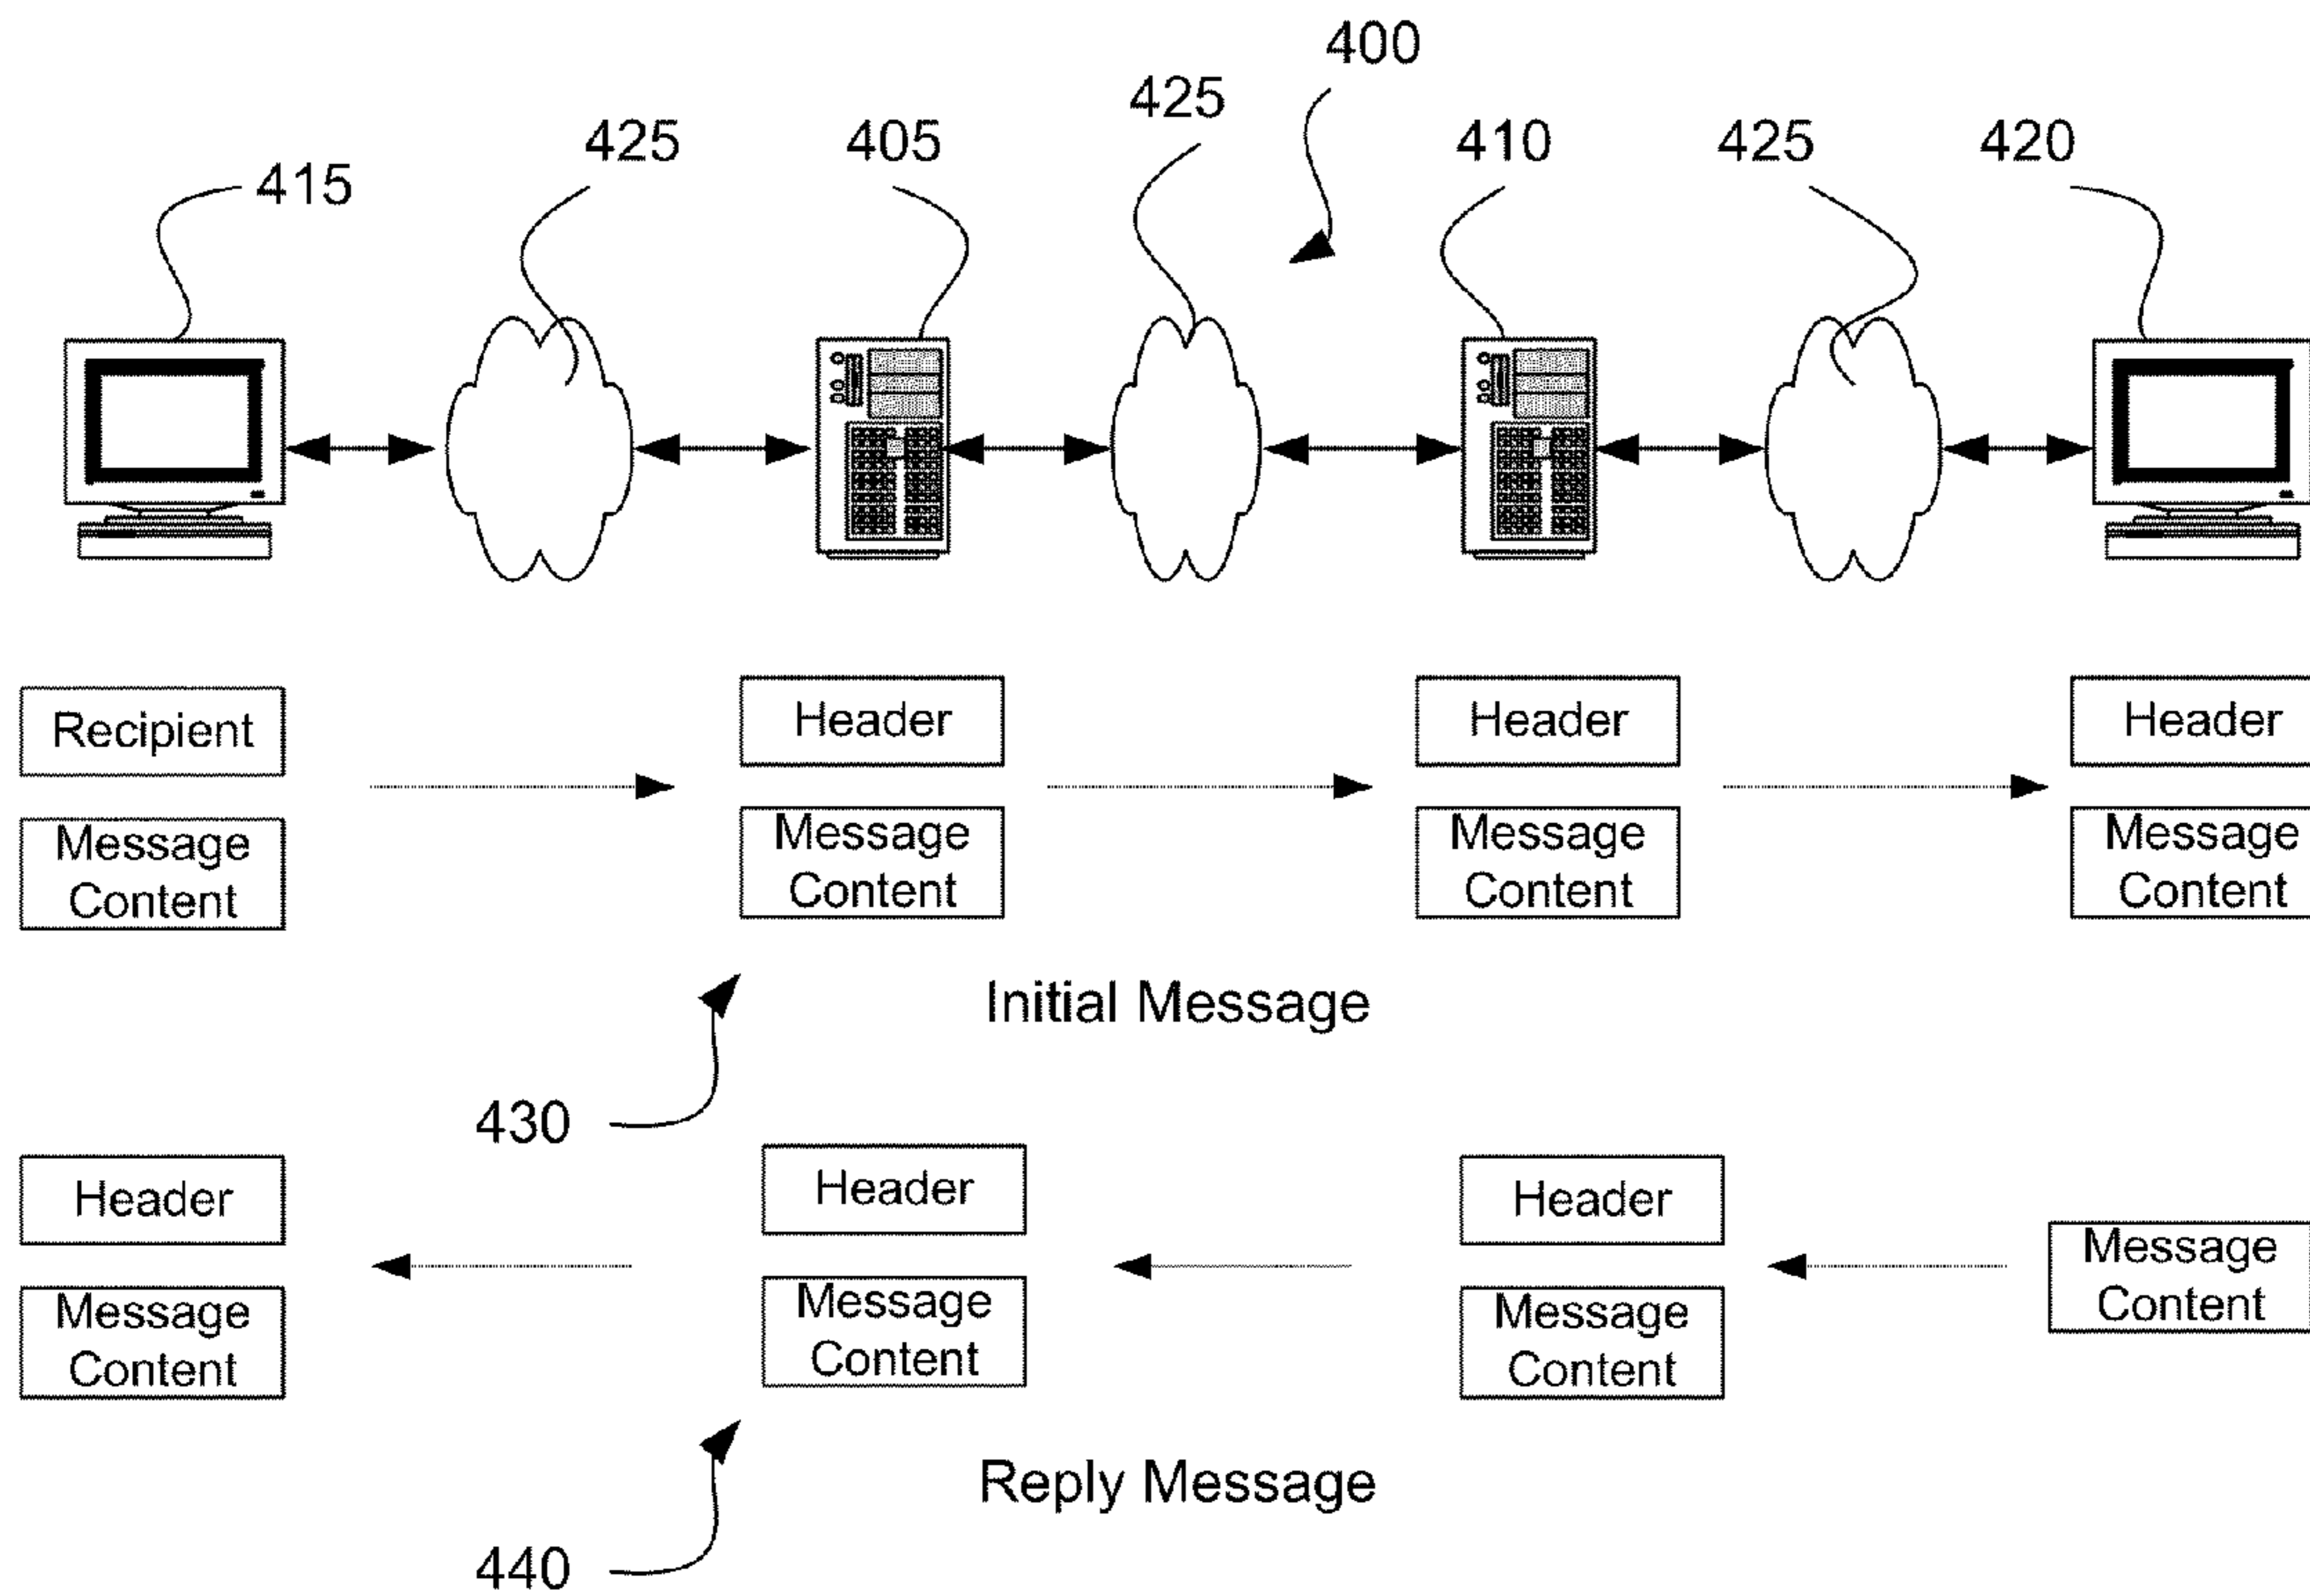 400
425
425 405 410 425 420
415
Header Header Header
Recipient
Message Message Message
Message
Content Content Content
Content
Initial Message
430
Header
Header Header
Message
Message Message
Content
Message
Content Content
Content
Reply Message
440